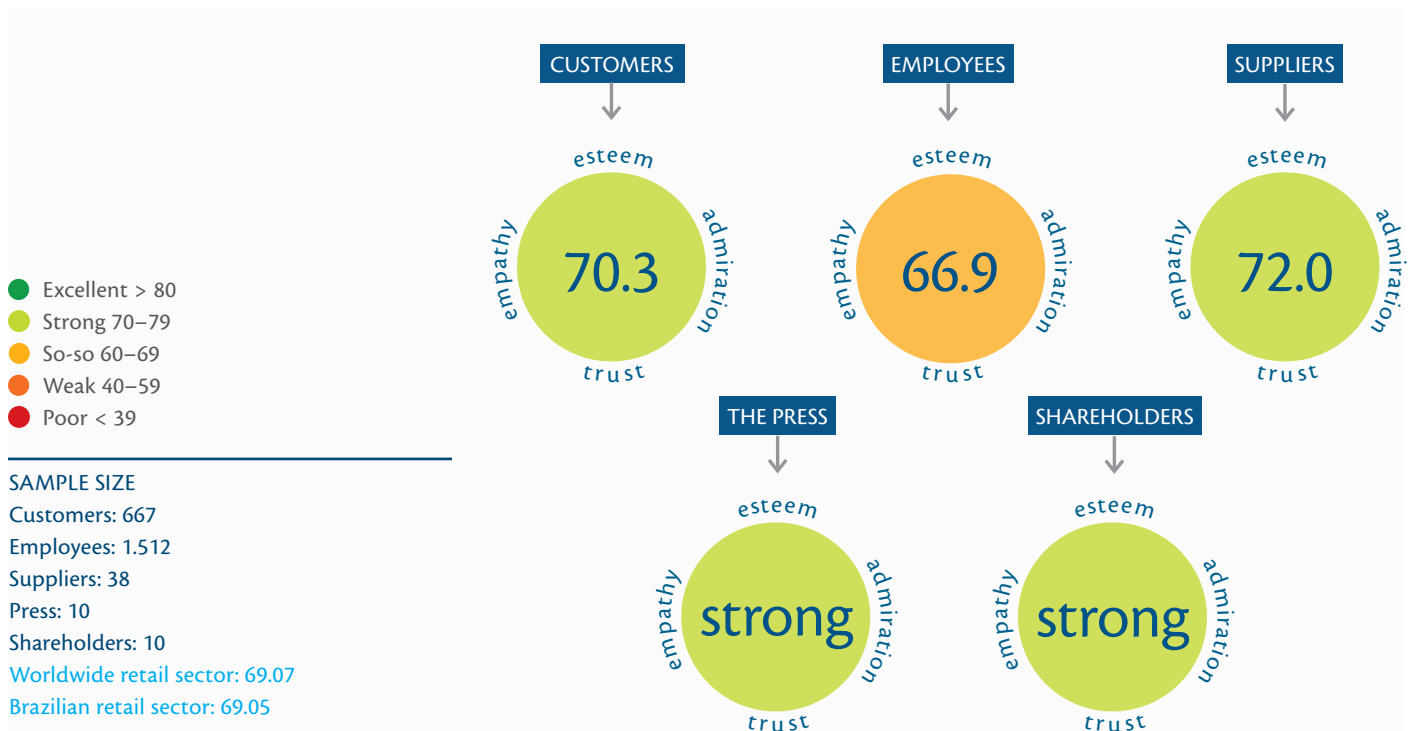 CUSTOMERS
esteem
empathy
70.3
admiration
trust
EMPLOYEES
esteem
empathy
66.9
admiration
trust
SUPPLIERS
esteem
empathy
72.0
admiration
trust
Excellent > 80
Strong 70–79
So-so 60–69
Weak 40–59
Poor < 39
THE PRESS
esteem
empathy
strong
admiration
trust
SHAREHOLDERS
esteem
empathy
strong
admiration
trust
SAMPLE SIZE
Customers: 667
Employees: 1.512
Suppliers: 38
Press: 10
Shareholders: 10
Worldwide retail sector: 69.07
Brazilian retail sector: 69.05